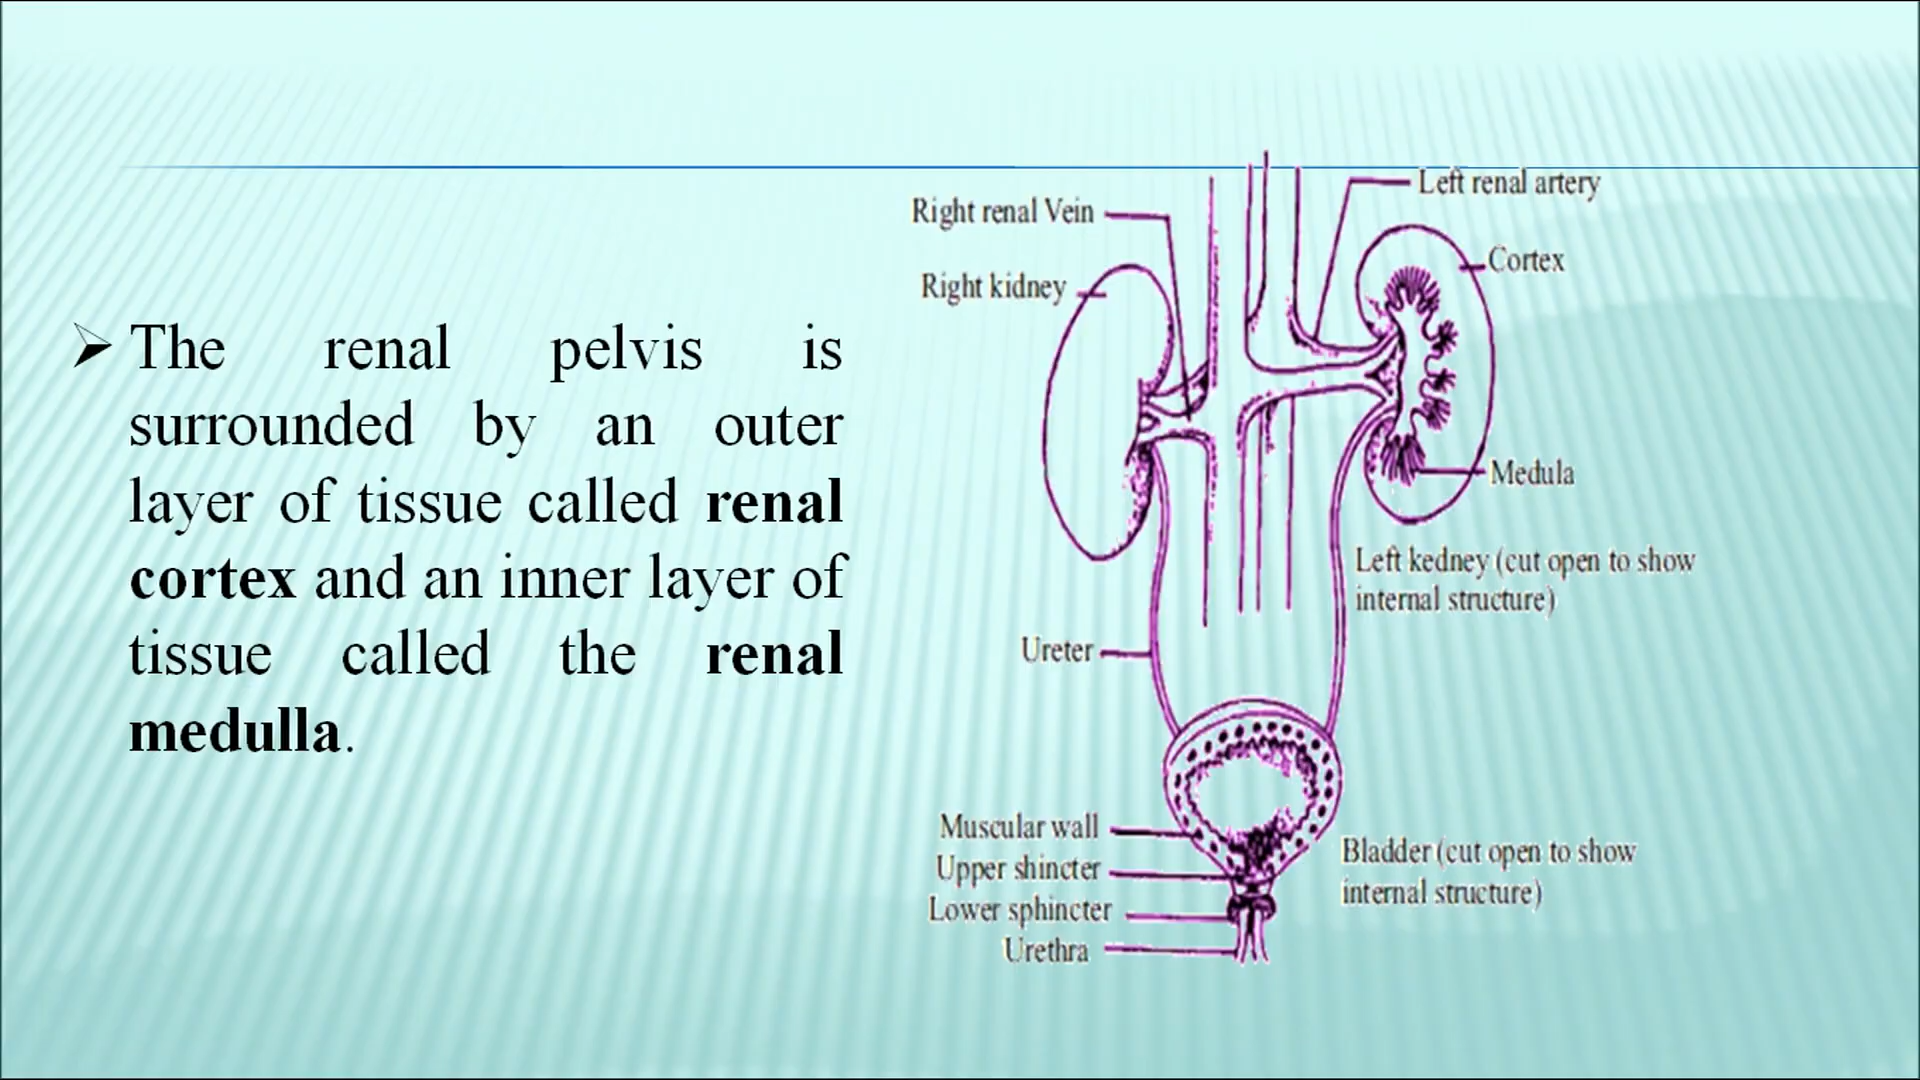 The renal pelvis is
surrounded by an outer
layer of tissue called renal
cortex and an inner layer of
tissue called the renal
medulla.
Right renal Vein
Left renal artery
Right kidney
Cortex
Medula
Left kedney (cut open to show
internal structure)
Ureter
Muscular wall
Upper shincter
Lower sphincter
Urethra
Bladder (cut open to show
internal structure)